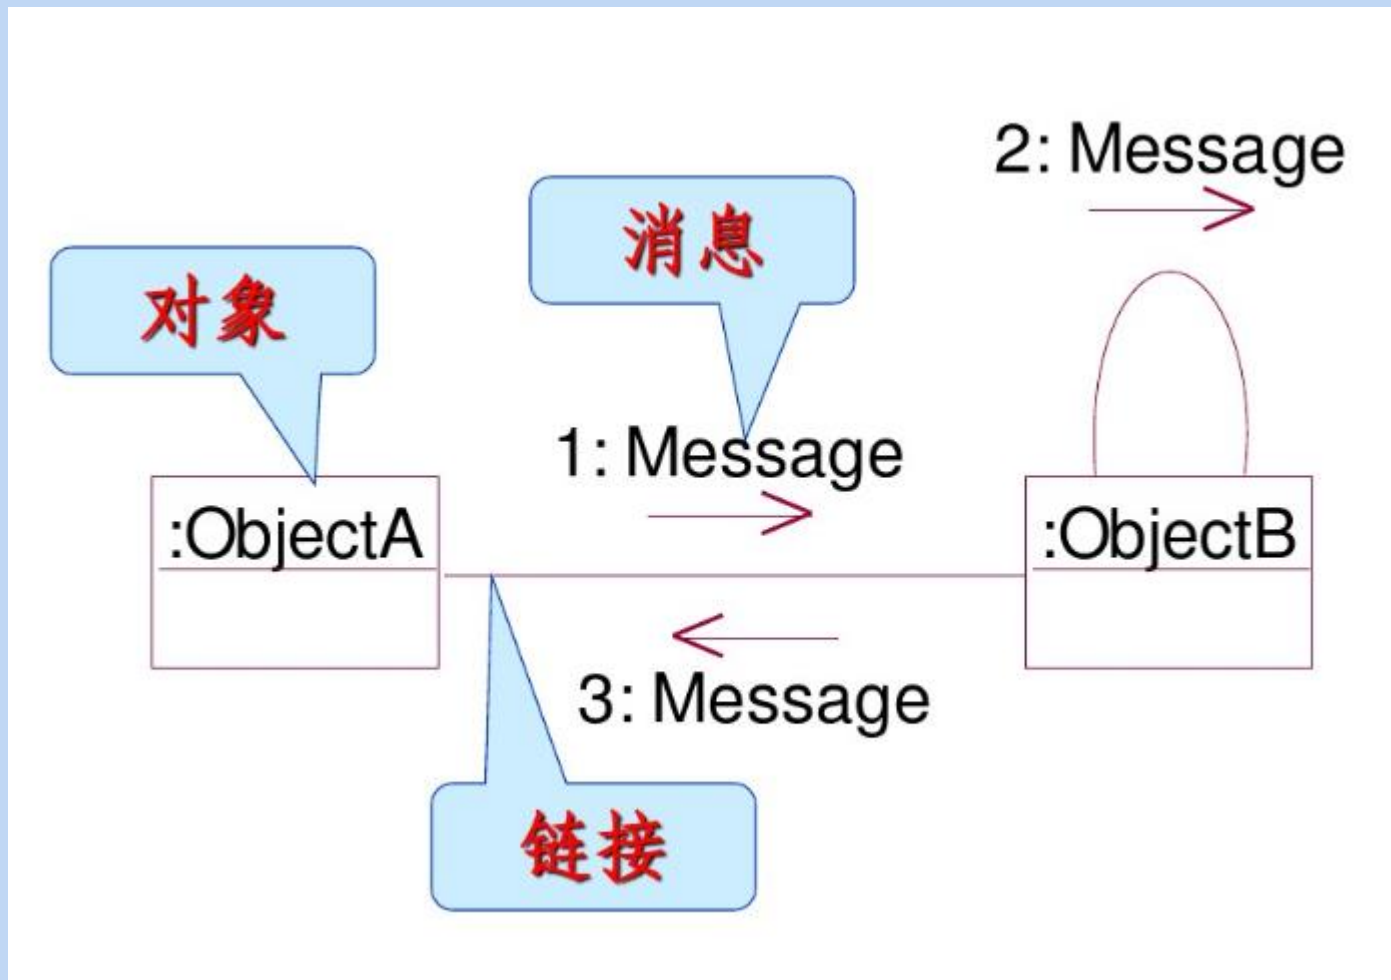 2: Message
消息
对象
1: Message
:ObjectA
:ObjectB
3: Message
链接